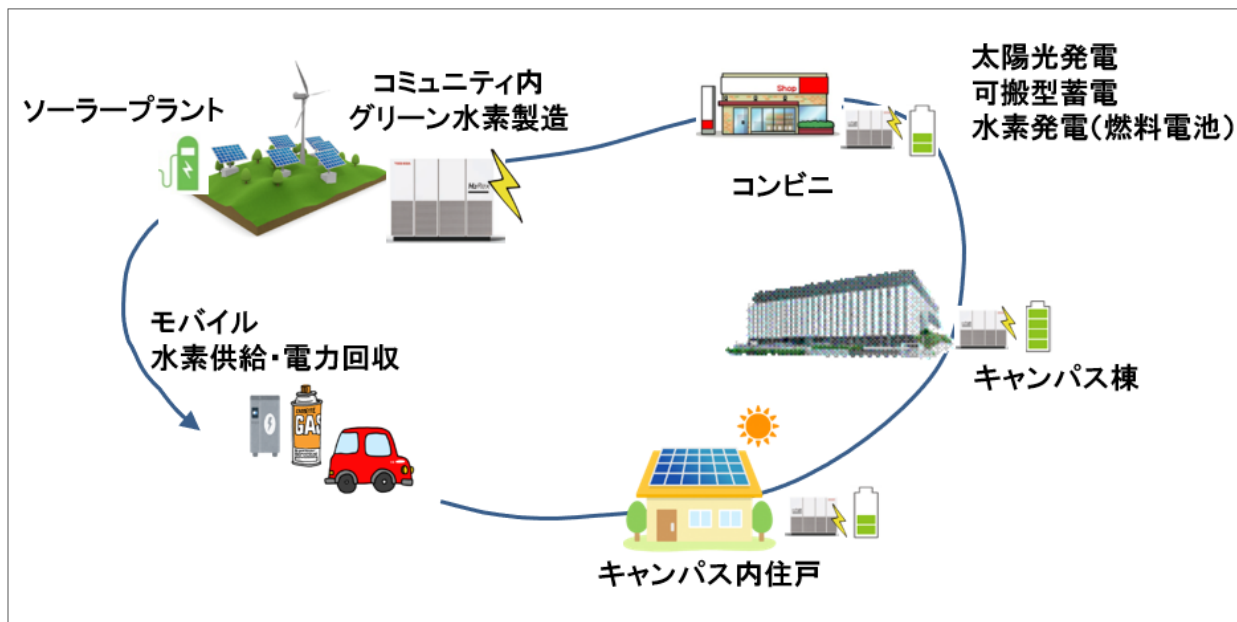 ソーラープラント
コミュニティ内
グリーン水素製造
Shop
コンビニ
太陽光発電
可搬型蓄電
水素発電(燃料電池)
モバイル
水素供給・電力回収
GAS
キャンパス棟
キャンパス内住戸